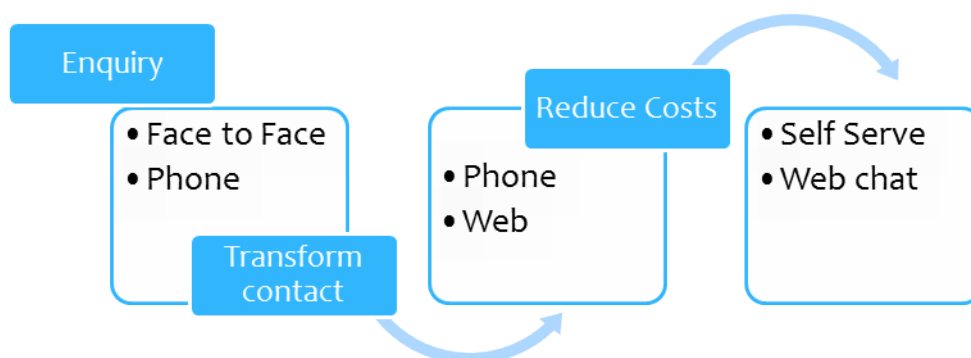 Enquiry
• Face to Face
• Phone
Transform
contact
• Phone
• Web
Reduce Costs
• Self Serve
• Web chat